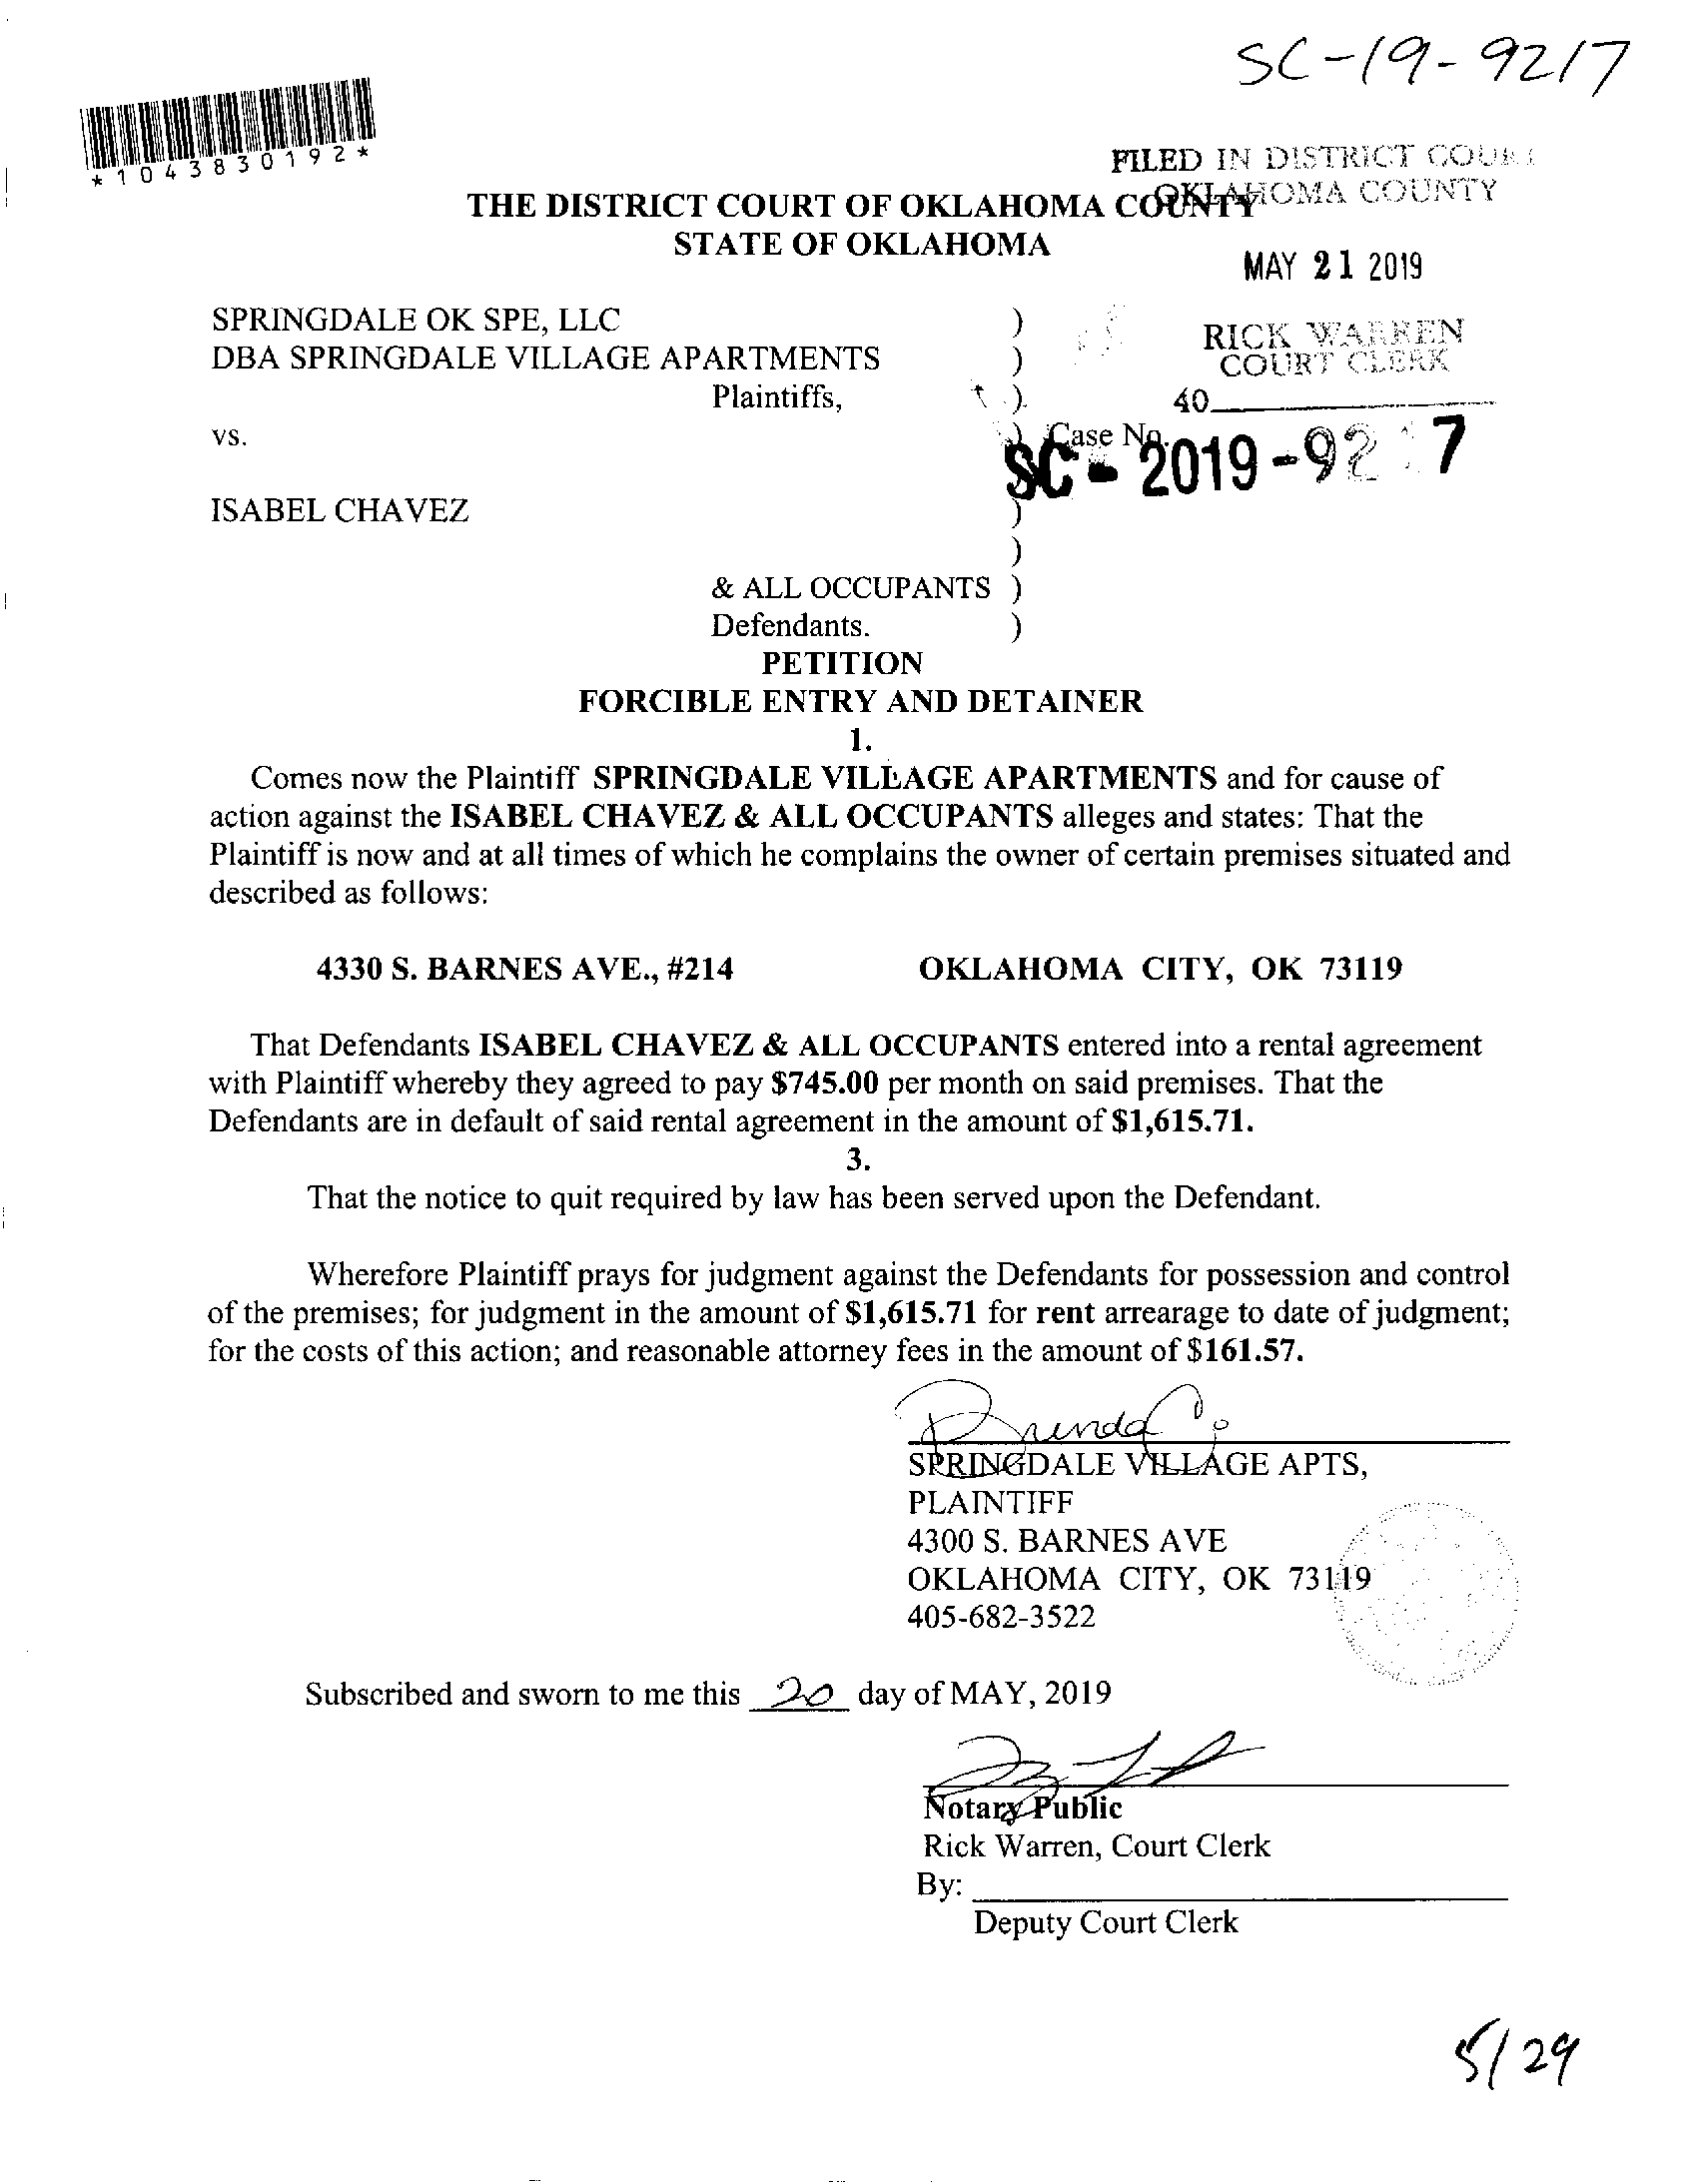 SC-19-9217
*1043830192*
FILED IN DISTRICT COURT
OKLAHOMA COUNTY
THE DISTRICT COURT OF OKLAHOMA COUNTY
STATE OF OKLAHOMA
MAY 21 2019
SPRINGDALE OK SPE, LLC )
DBA SPRINGDALE VILLAGE APARTMENTS )
RICK WARREN
COURT CLERK
Plaintiffs, )
40
vs. ) Case No.
SC - 2019-92 7
ISABEL CHAVEZ )
)
& ALL OCCUPANTS )
Defendants. )
PETITION
FORCIBLE ENTRY AND DETAINER
1.
Comes now the Plaintiff SPRINGDALE VILLAGE APARTMENTS and for cause of
action against the ISABEL CHAVEZ & ALL OCCUPANTS alleges and states: That the
Plaintiff is now and at all times of which he complains the owner of certain premises situated and
described as follows:
4330 S. BARNES AVE., #214 OKLAHOMA CITY, OK 73119
That Defendants ISABEL CHAVEZ & ALL OCCUPANTS entered into a rental agreement
with Plaintiff whereby they agreed to pay $745.00 per month on said premises. That the
Defendants are in default of said rental agreement in the amount of $1,615.71.
3.
That the notice to quit required by law has been served upon the Defendant.
Wherefore Plaintiff prays for judgment against the Defendants for possession and control
of the premises; for judgment in the amount of $1,615.71 for rent arrearage to date of judgment;
for the costs of this action; and reasonable attorney fees in the amount of $161.57.
Brenda C
SPRINGDALE VILLAGE APTS,
PLAINTIFF
4300 S. BARNES AVE
OKLAHOMA CITY, OK 73119
405-682-3522
Subscribed and sworn to me this 20 day of MAY, 2019
Notary Public
Rick Warren, Court Clerk
By:
Deputy Court Clerk
5/29